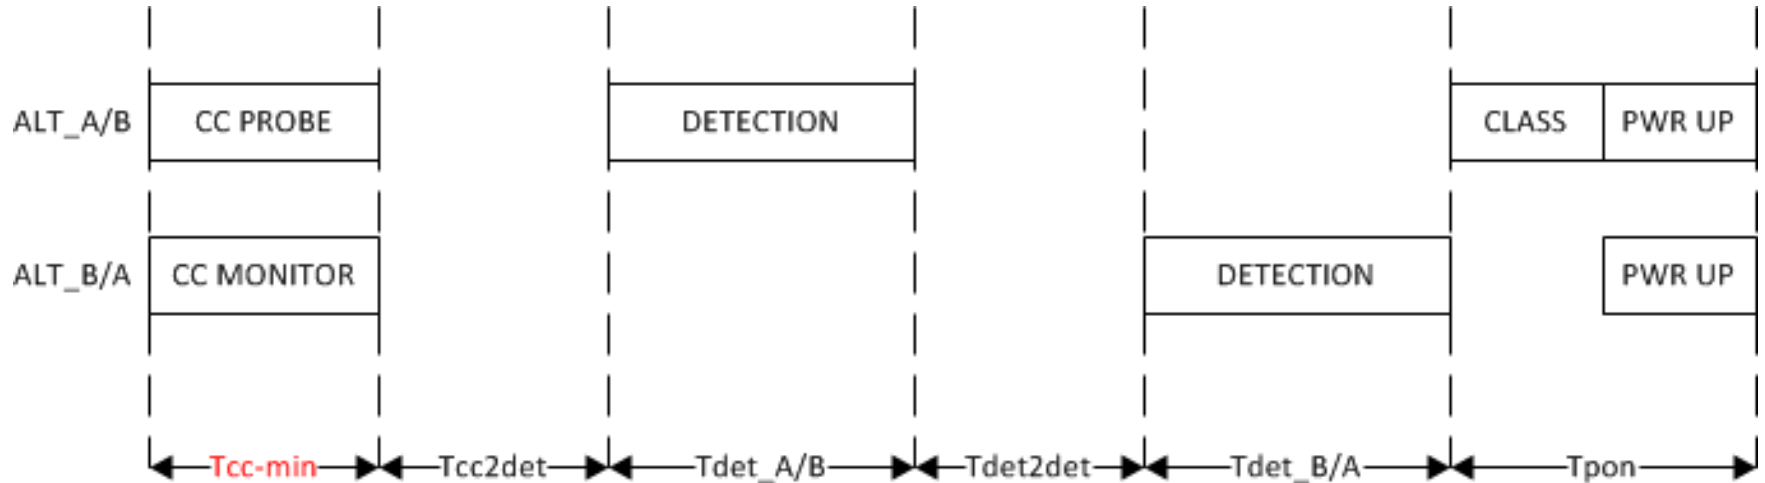 ALT_A/B CC PROBE DETECTION CLASS PWR UP
ALT_B/A CC MONITOR DETECTION PWR UP
Tcc-min Tcc2det Tdet_A/B Tdet2det Tdet_B/A Tpon